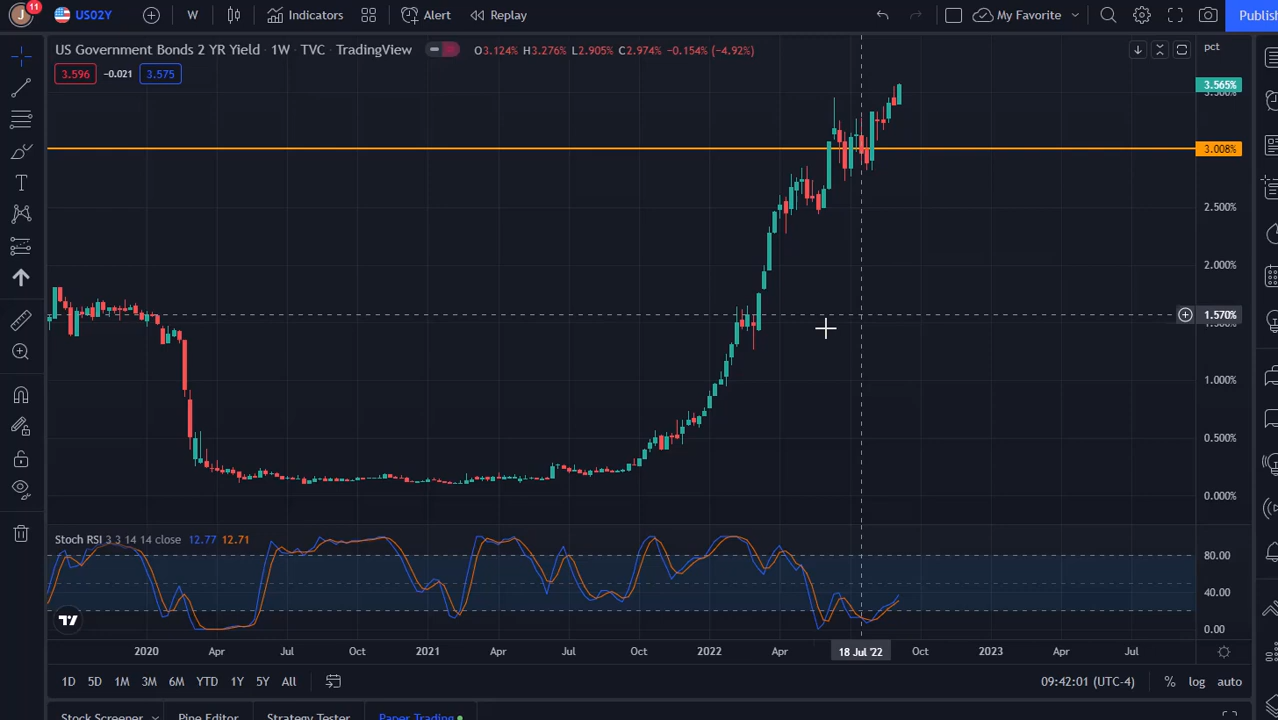 J 11 US02Y W Indicators Alert Replay My Favorite Publish
US Government Bonds 2 YR Yield · 1W · TVC · TradingView O3.124% H3.276% L2.905% C2.974% -0.154% (-4.92%) pct
3.596 -0.021 3.575
3.565%
3.500%
3.008%
2.500%
2.000%
1.570%
1.500%
1.000%
0.500%
0.000%
Stoch RSI 3 3 14 14 close 12.77 12.71
80.00
40.00
0.00
2020 Apr Jul Oct 2021 Apr Jul Oct 2022 Apr 18 Jul '22 Oct 2023 Apr Jul
1D 5D 1M 3M 6M YTD 1Y 5Y All 09:42:01 (UTC-4) % log auto
Stock Screener Pine Editor Strategy Tester Paper Trading